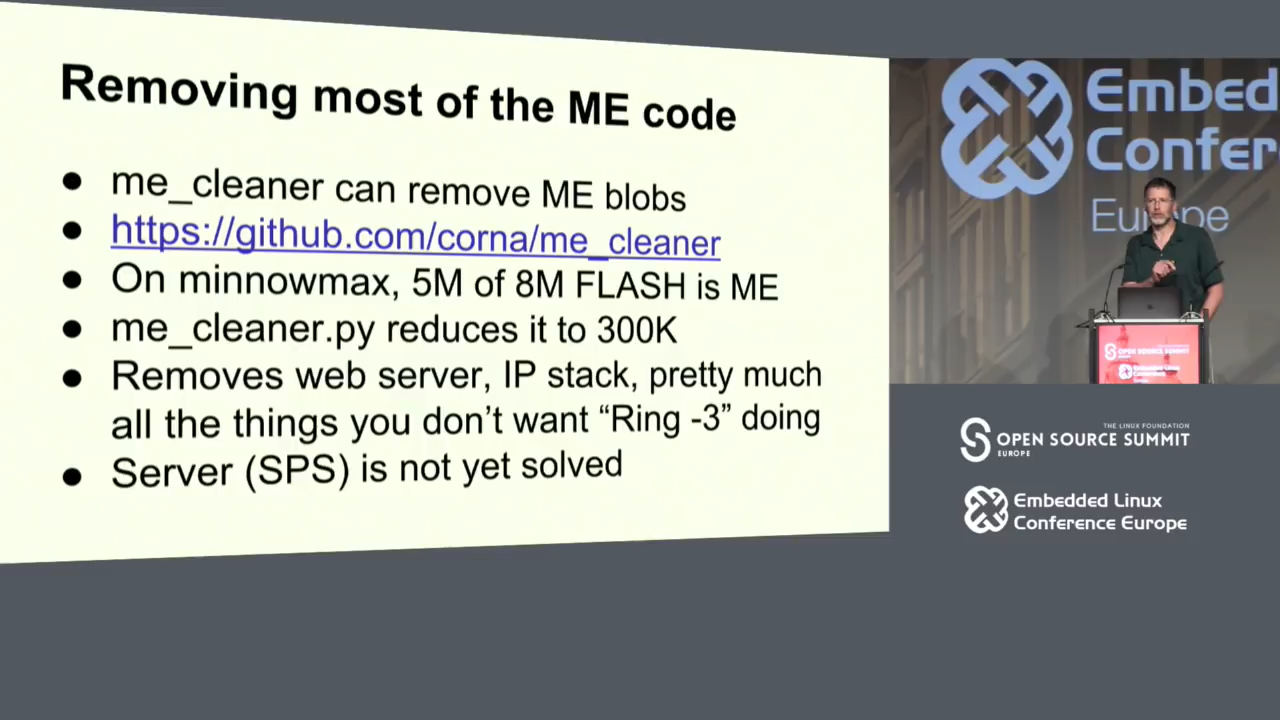 Removing most of the ME code
● me_cleaner can remove ME blobs
● https://github.com/corna/me_cleaner
● On minnowmax, 5M of 8M FLASH is ME
● me_cleaner.py reduces it to 300K
● Removes web server, IP stack, pretty much
all the things you don’t want “Ring -3” doing
● Server (SPS) is not yet solved
Embed
Confer
Europe
OPEN SOURCE SUMMIT
THE LINUX FOUNDATION
OPEN SOURCE SUMMIT
EUROPE
Embedded Linux
Conference Europe